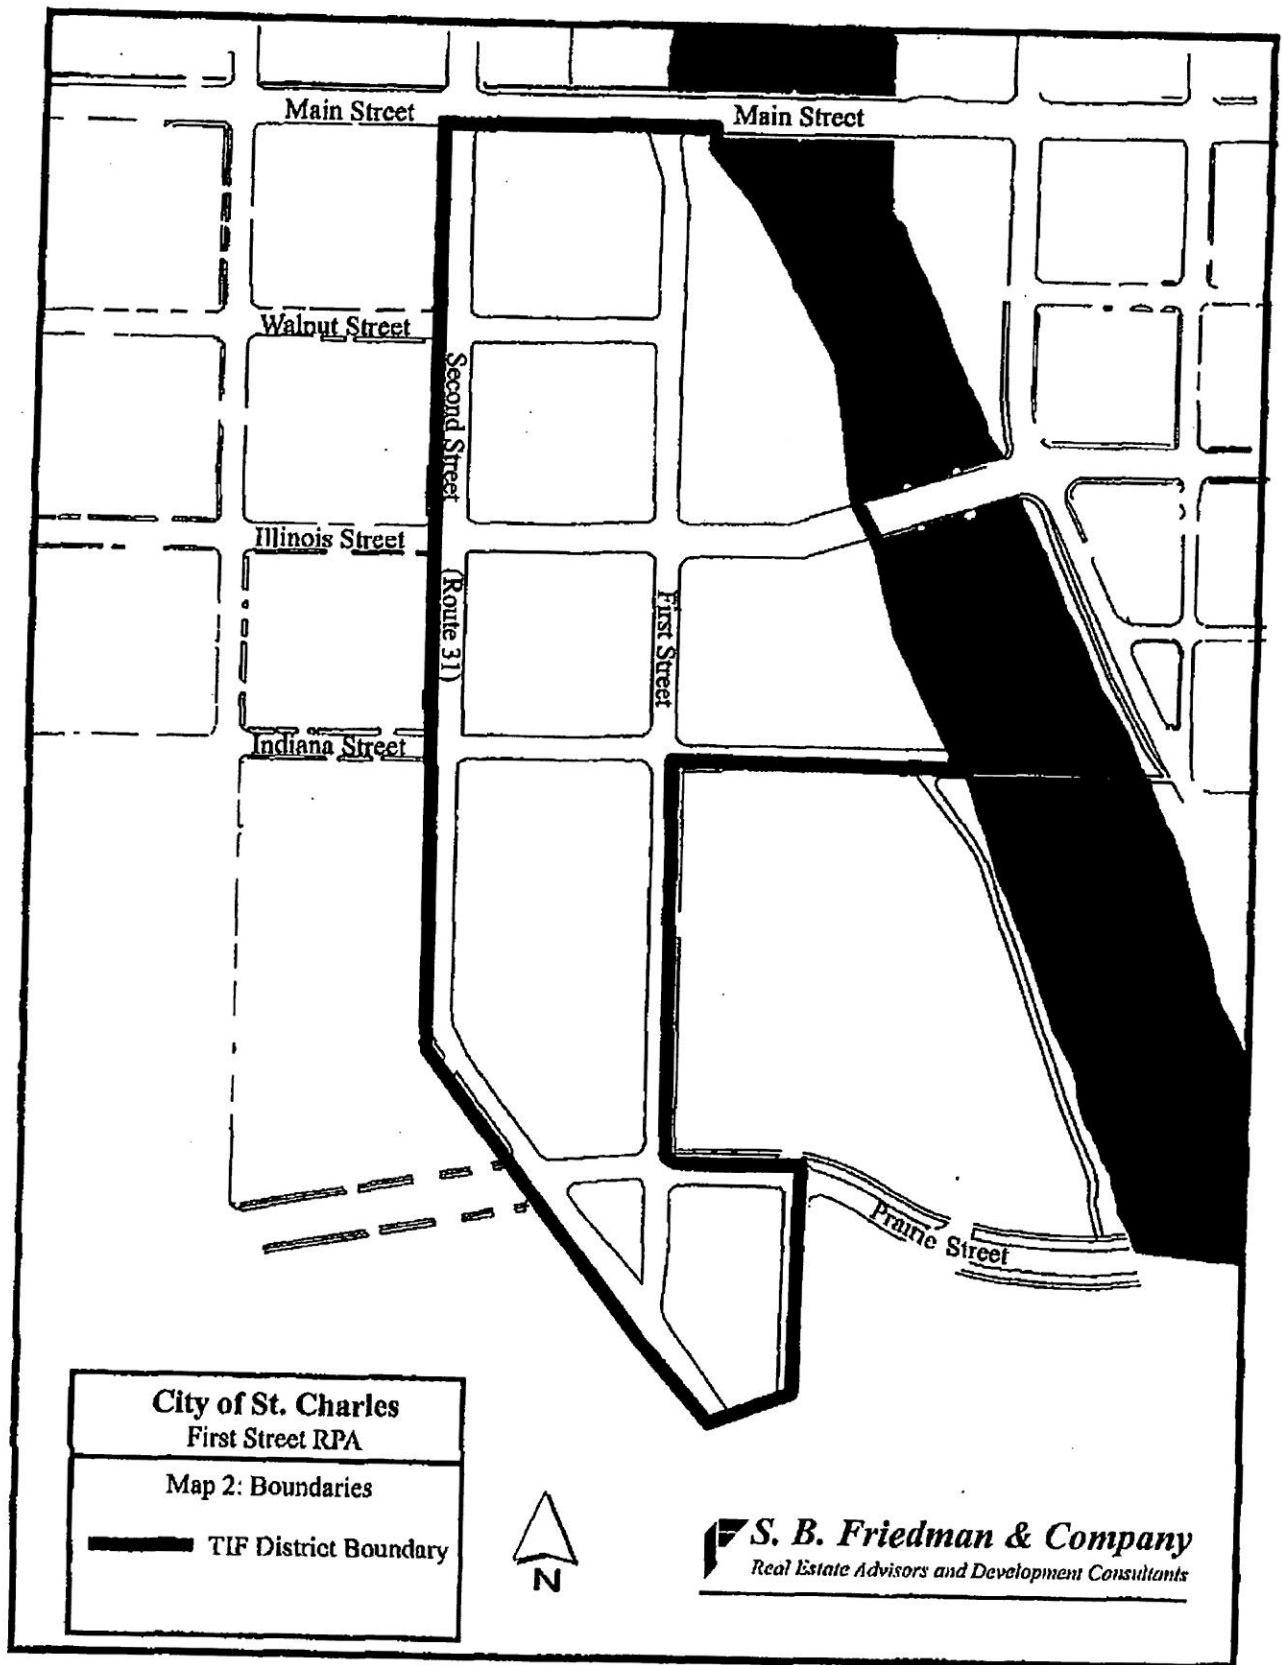 Main Street
Main Street
Walnut Street
Second Street
Illinois Street
(Route 31)
First Street
Indiana Street
Prairie Street
City of St. Charles
First Street RPA
Map 2: Boundaries
TIF District Boundary
N
S. B. Friedman & Company
Real Estate Advisors and Development Consultants